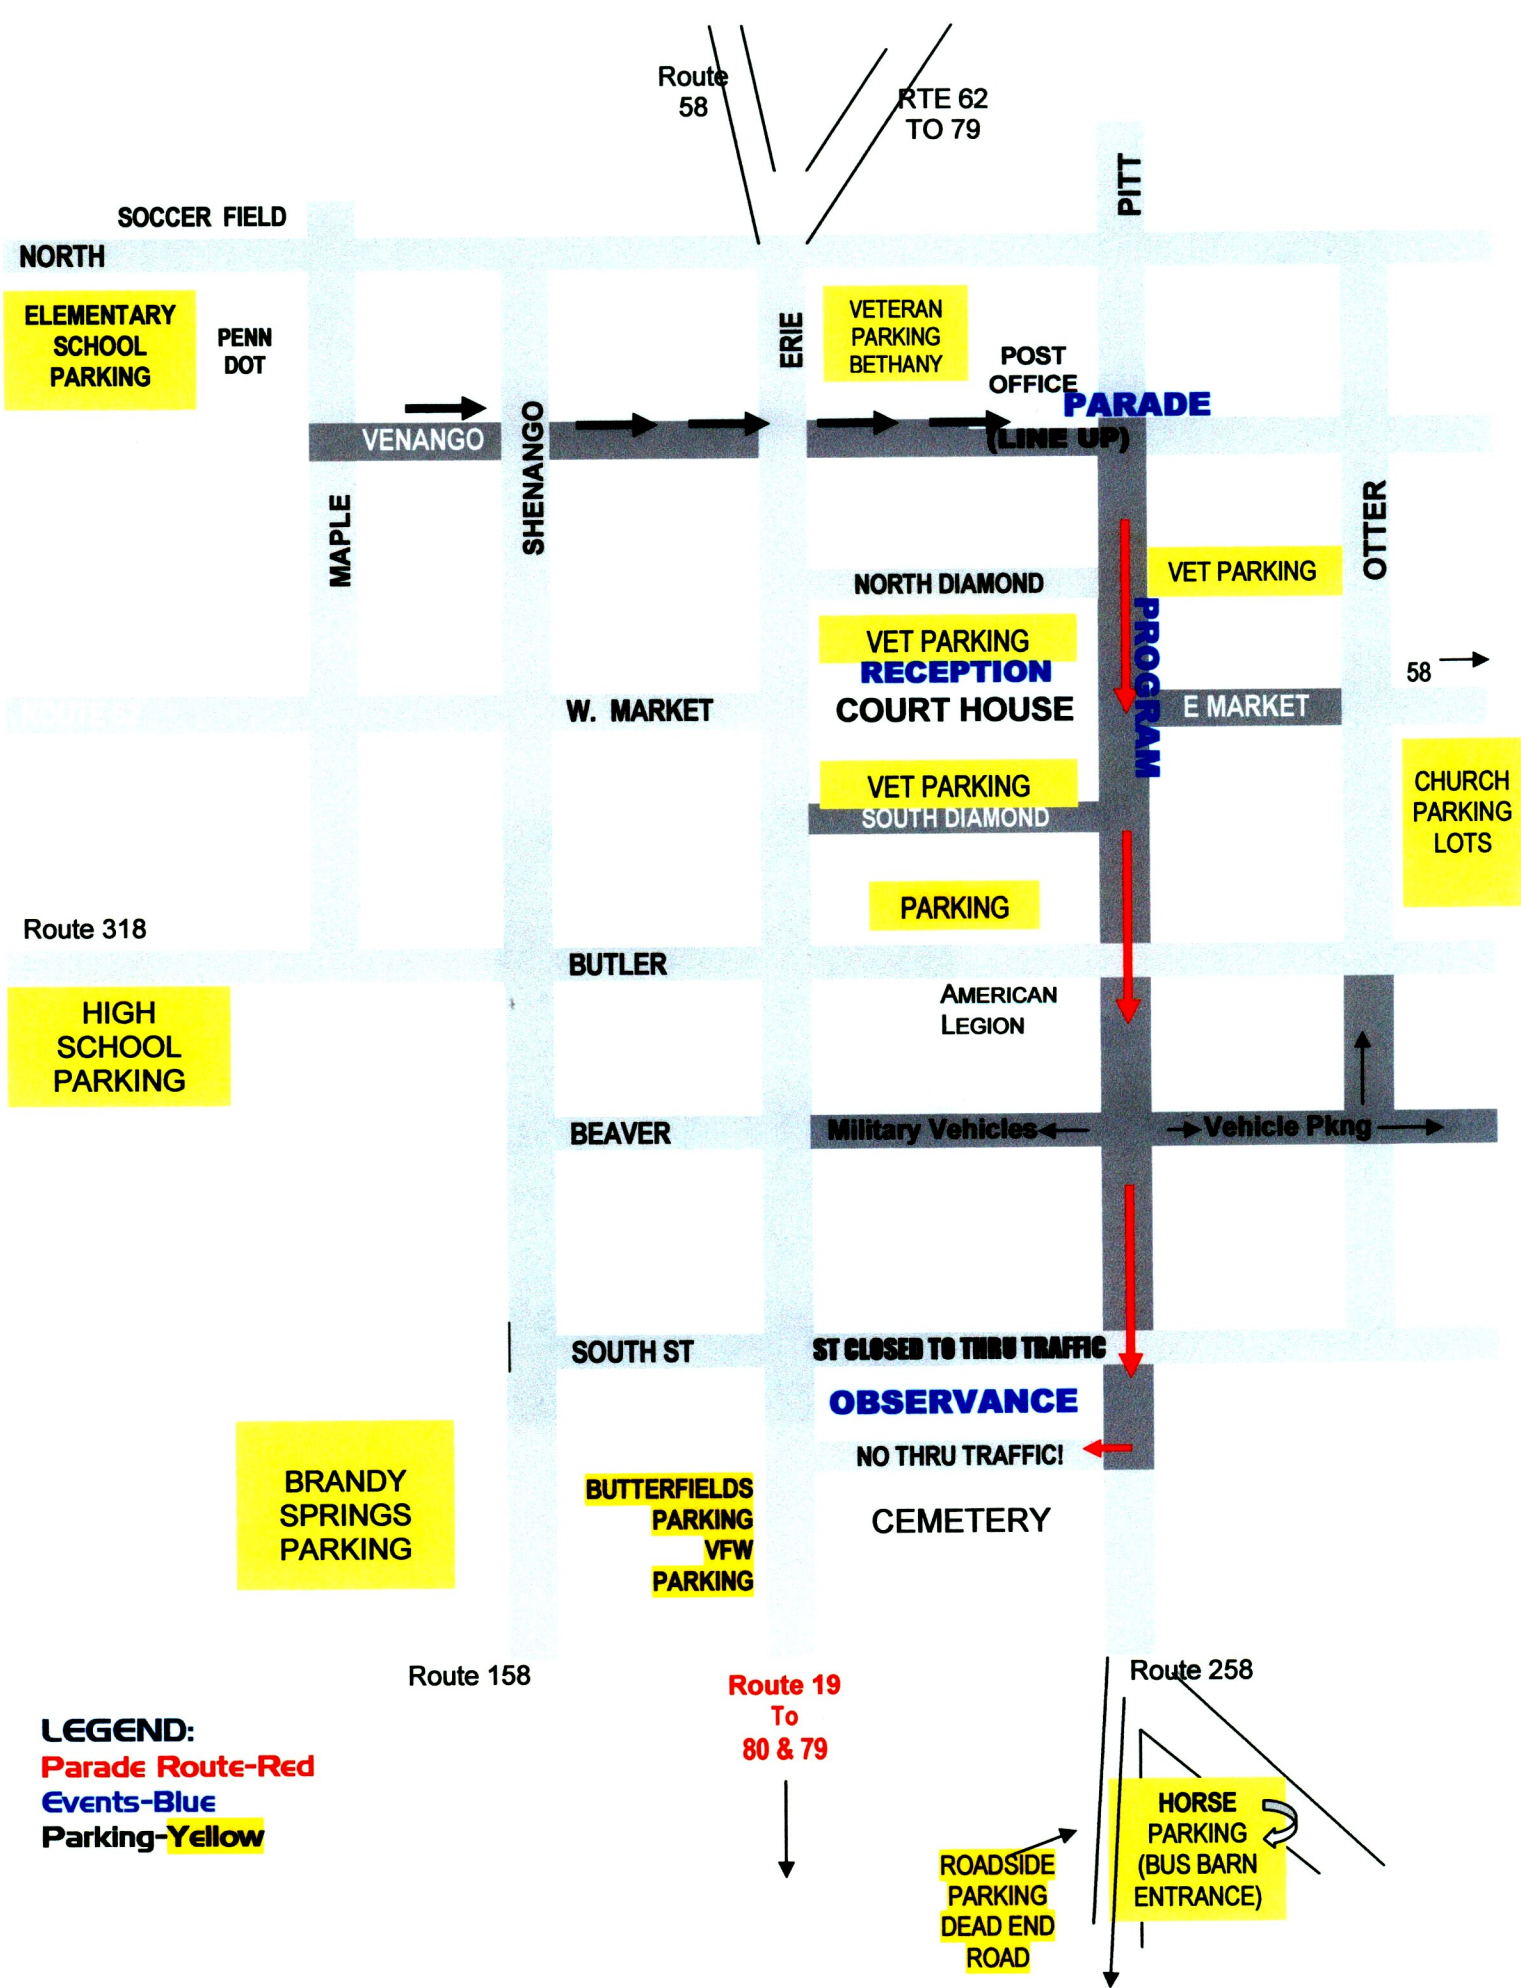 Route
58
RTE 62
TO 79
PITT
SOCCER FIELD
NORTH
ELEMENTARY
SCHOOL
PARKING
PENN
DOT
ERIE
VETERAN
PARKING
BETHANY
POST
OFFICE
PARADE
(LINE UP)
VENANGO
SHENANGO
MAPLE
OTTER
NORTH DIAMOND
VET PARKING
VET PARKING
RECEPTION
COURT HOUSE
PROGRAM
58
ROUTE 62
W. MARKET
E MARKET
VET PARKING
SOUTH DIAMOND
CHURCH
PARKING
LOTS
PARKING
Route 318
BUTLER
HIGH
SCHOOL
PARKING
AMERICAN
LEGION
BEAVER
Military Vehicles
Vehicle Pkng
SOUTH ST
ST CLOSED TO THRU TRAFFIC
OBSERVANCE
NO THRU TRAFFIC!
BRANDY
SPRINGS
PARKING
BUTTERFIELDS
PARKING
VFW
PARKING
CEMETERY
Route 158
Route 19
To
80 & 79
Route 258
LEGEND:
Parade Route-Red
Events-Blue
Parking-Yellow
HORSE
PARKING
(BUS BARN
ENTRANCE)
ROADSIDE
PARKING
DEAD END
ROAD